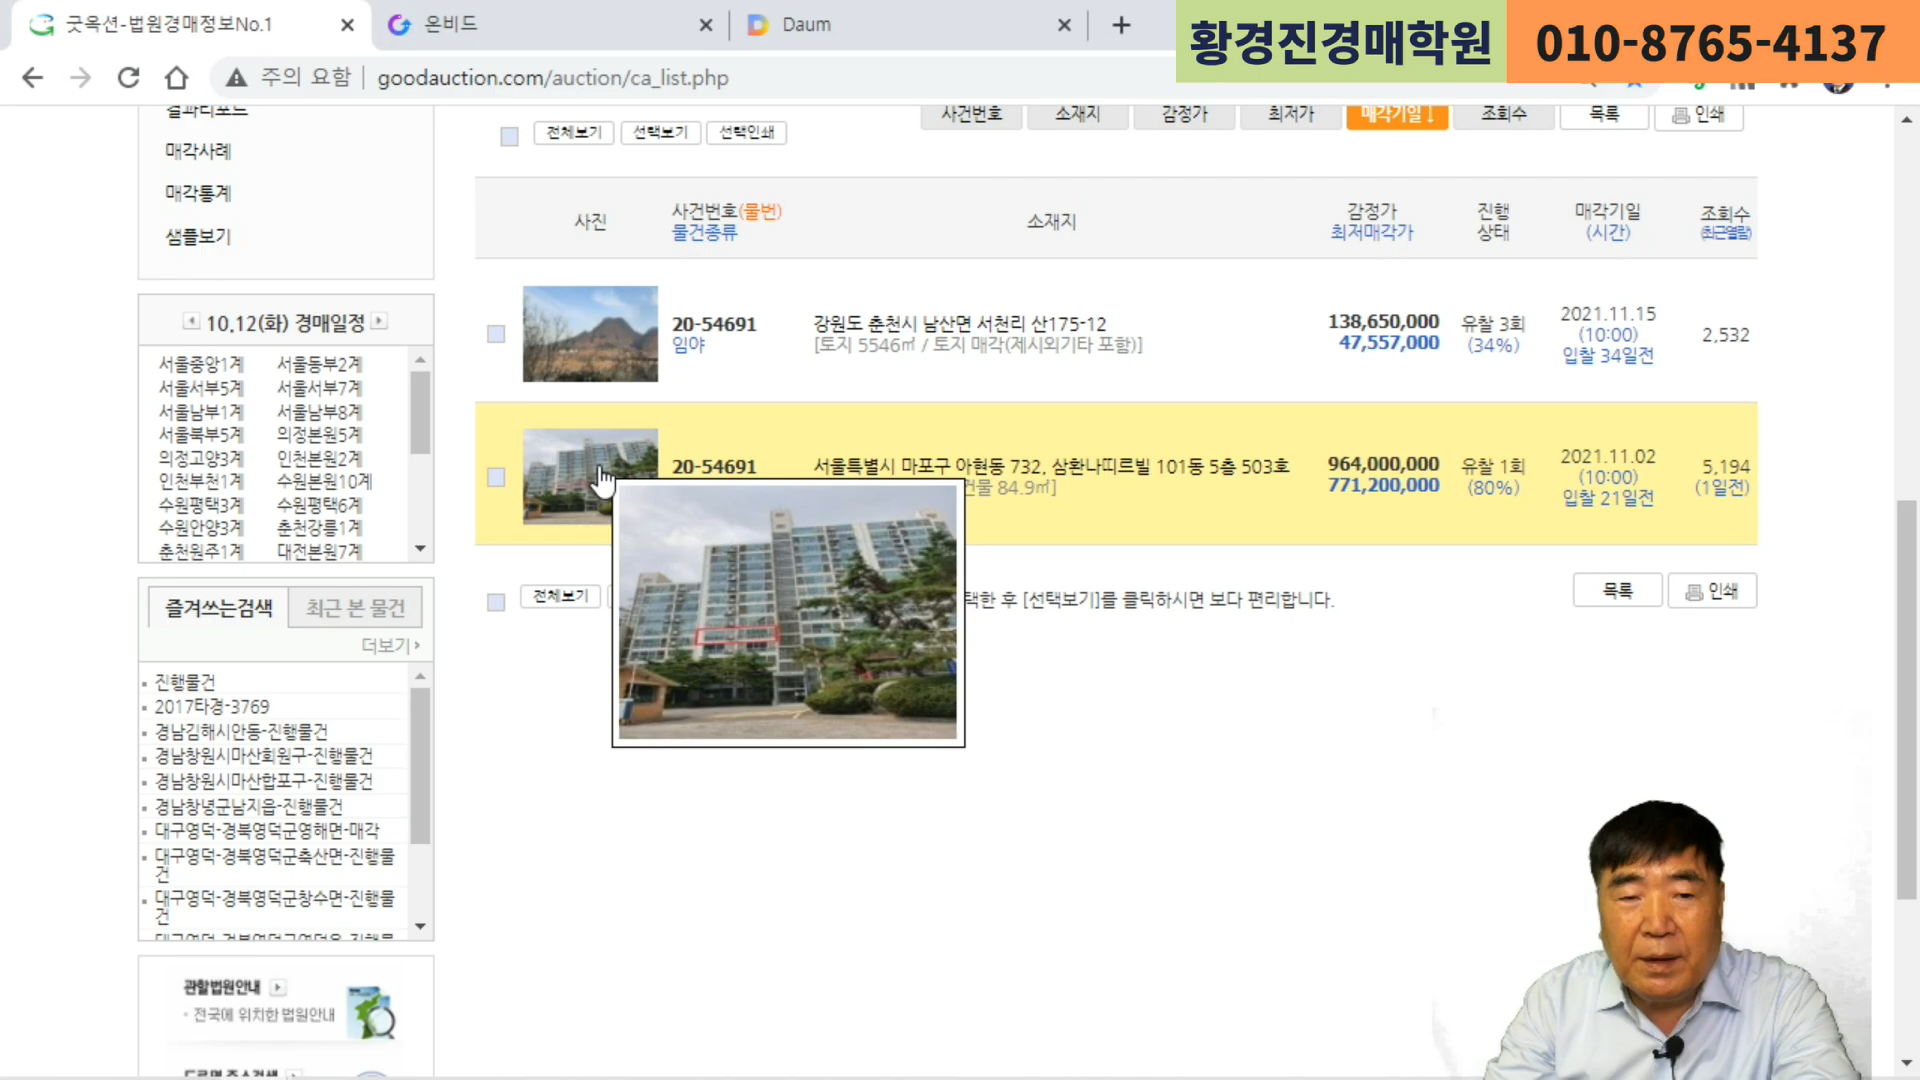 굿옥션-법원경매정보No.1
온비드
Daum
황경진경매학원
010-8765-4137
주의 요함
goodauction.com/auction/ca_list.php
결과리포트
매각사례
매각통계
샘플보기
전체보기
선택보기
선택인쇄
사건번호
소재지
감정가
최저가
매각기일↓
조회수
목록
인쇄
사진
사건번호(물번)
물건종류
소재지
감정가
최저매각가
진행
상태
매각기일
(시간)
조회수
(최근열람)
20-54691
임야
강원도 춘천시 남산면 서천리 산175-12
[토지 5546㎡ / 토지 매각(제시외기타 포함)]
138,650,000
47,557,000
유찰 3회
(34%)
2021.11.15
(10:00)
입찰 34일전
2,532
20-54691
서울특별시 마포구 아현동 732, 삼환나띠르빌 101동 5층 503호
건물 84.9㎡]
964,000,000
771,200,000
유찰 1회
(80%)
2021.11.02
(10:00)
입찰 21일전
5,194
(1일전)
전체보기
택한 후 [선택보기]를 클릭하시면 보다 편리합니다.
목록
인쇄
10.12(화) 경매일정
서울중앙1계 서울동부2계
서울서부5계 서울서부7계
서울남부1계 서울남부8계
서울북부5계 의정본원5계
의정고양3계 인천본원2계
인천부천1계 수원본원10계
수원평택3계 수원평택6계
수원안양3계 춘천강릉1계
춘천원주1계 대전본원7계
즐겨쓰는검색
최근 본 물건
더보기
진행물건
2017타경-3769
경남김해시안동-진행물건
경남창원시마산회원구-진행물건
경남창원시마산합포구-진행물건
경남창녕군남지읍-진행물건
대구영덕-경북영덕군영해면-매각
대구영덕-경북영덕군축산면-진행물
건
대구영덕-경북영덕군창수면-진행물
건
관할법원안내
전국에 위치한 법원안내